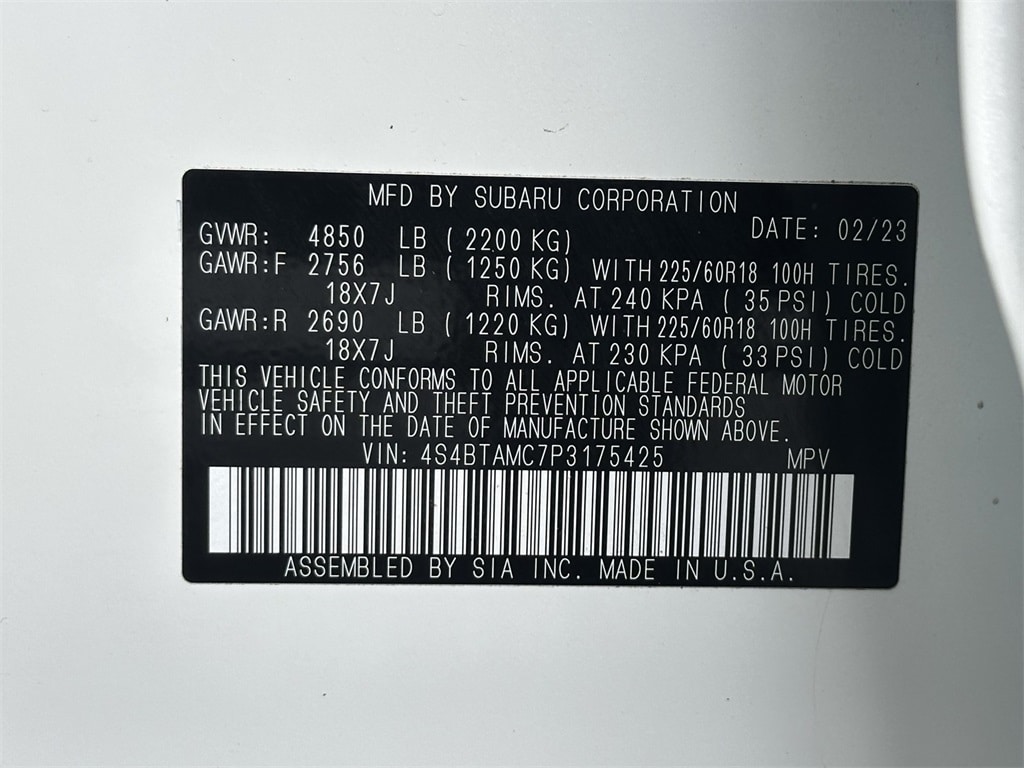 MFD BY SUBARU CORPORATION
DATE: 02/23
GVWR: 4850 LB (2200 KG)
GAWR:F 2756 LB (1250 KG) WITH 225/60R18 100H TIRES.
18X7J RIMS. AT 240 KPA (35 PSI) COLD
GAWR:R 2690 LB (1220 KG) WITH 225/60R18 100H TIRES.
18X7J RIMS. AT 230 KPA (33 PSI) COLD
THIS VEHICLE CONFORMS TO ALL APPLICABLE FEDERAL MOTOR
VEHICLE SAFETY AND THEFT PREVENTION STANDARDS
IN EFFECT ON THE DATE OF MANUFACTURE SHOWN ABOVE.
VIN: 4S4BTAMC7P3175425 MPV
ASSEMBLED BY SIA INC. MADE IN U.S.A.